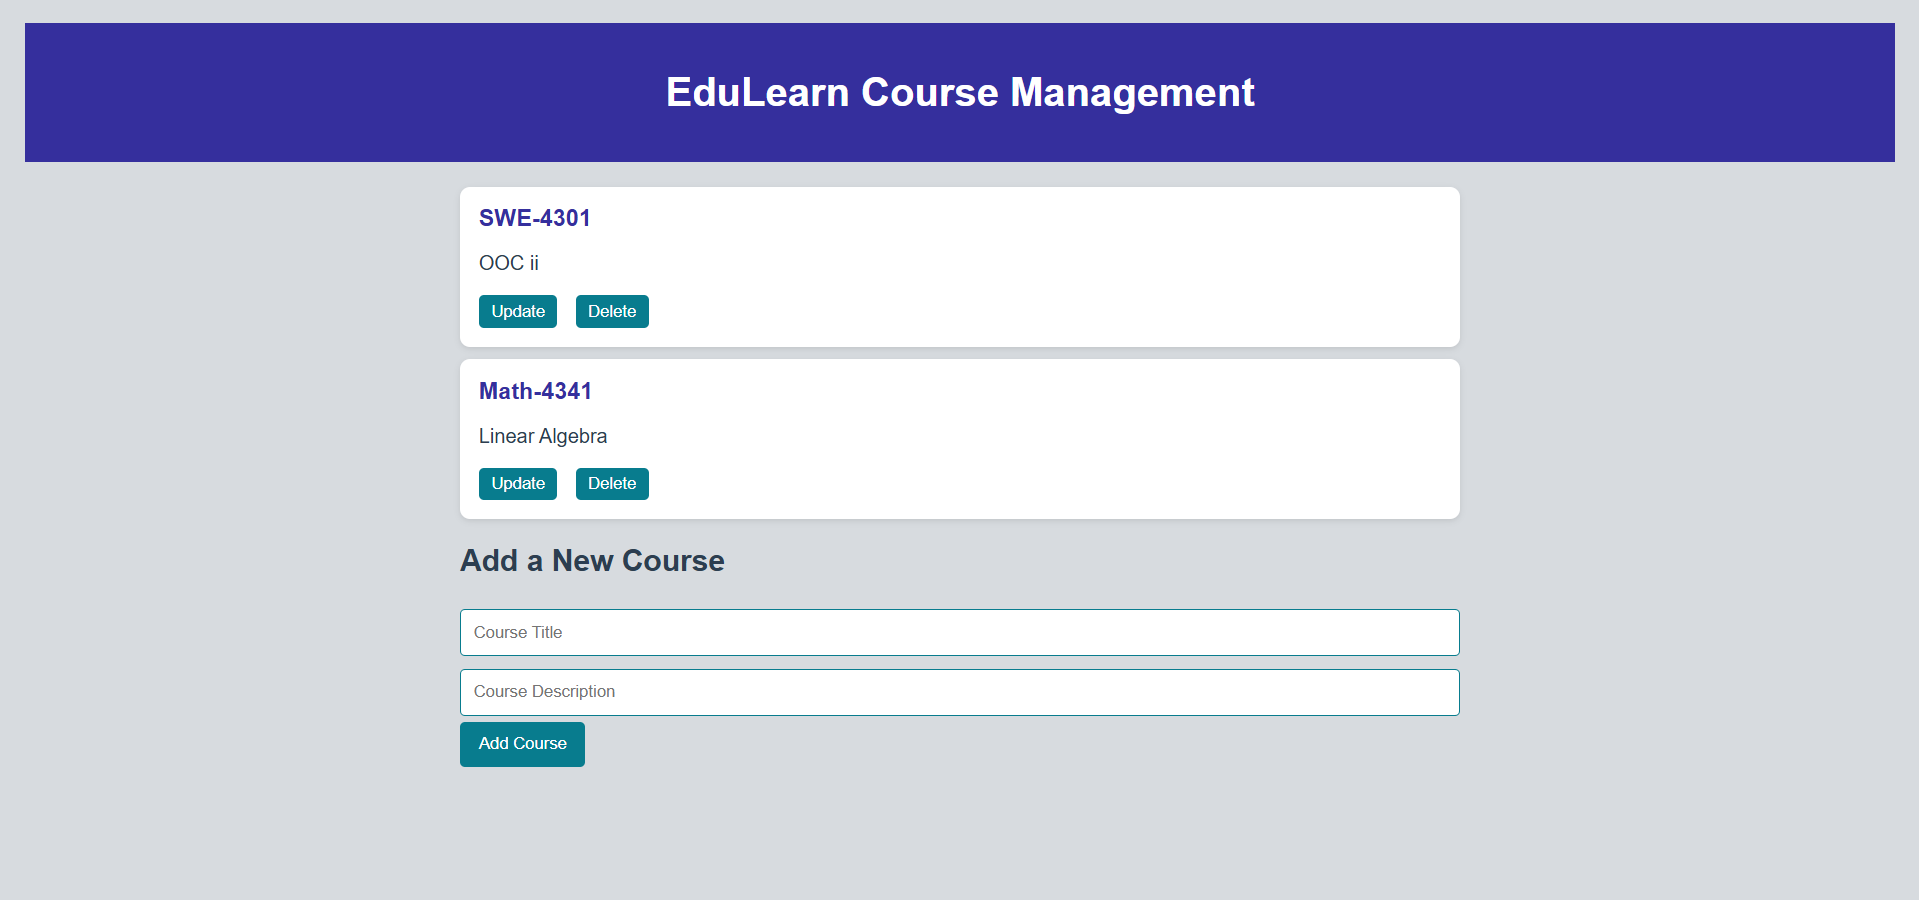 EduLearn Course Management
SWE-4301
OOC ii
Update Delete
Math-4341
Linear Algebra
Update Delete
Add a New Course
Course Title
Course Description
Add Course